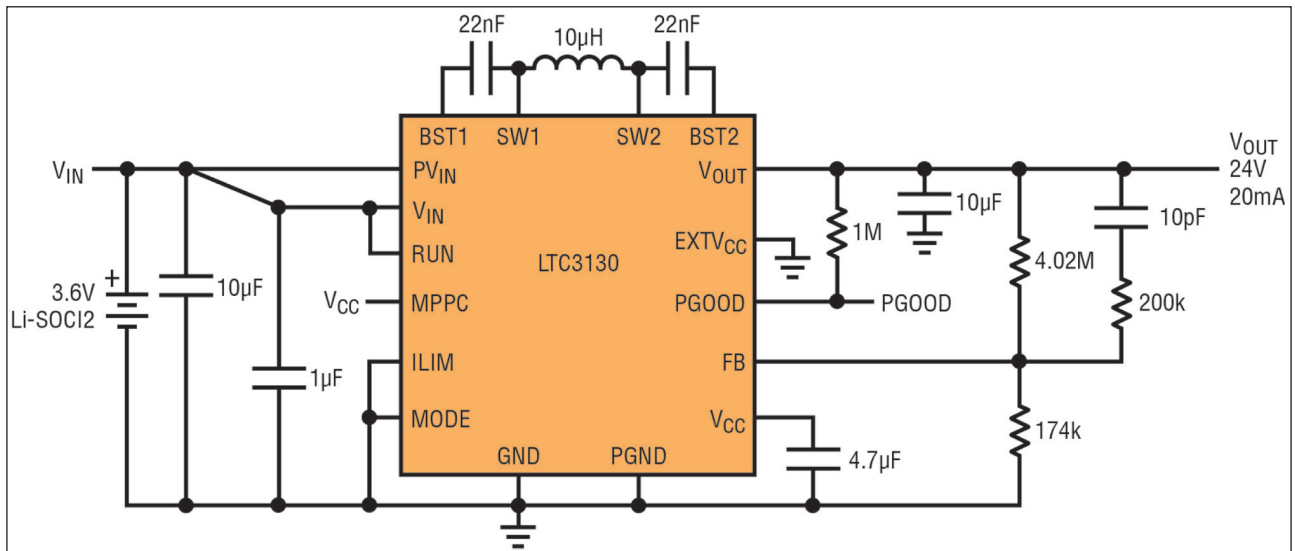 22nF
10µH
22nF
BST1
SW1
SW2
BST2
VIN
PVIN
VOUT
VOUT
24V
20mA
VIN
10µF
10pF
1M
EXTVCC
RUN
LTC3130
4.02M
+
3.6V
Li-SOCI2
10µF
VCC
MPPC
PGOOD
PGOOD
200k
ILIM
FB
1µF
MODE
VCC
174k
GND
PGND
4.7µF